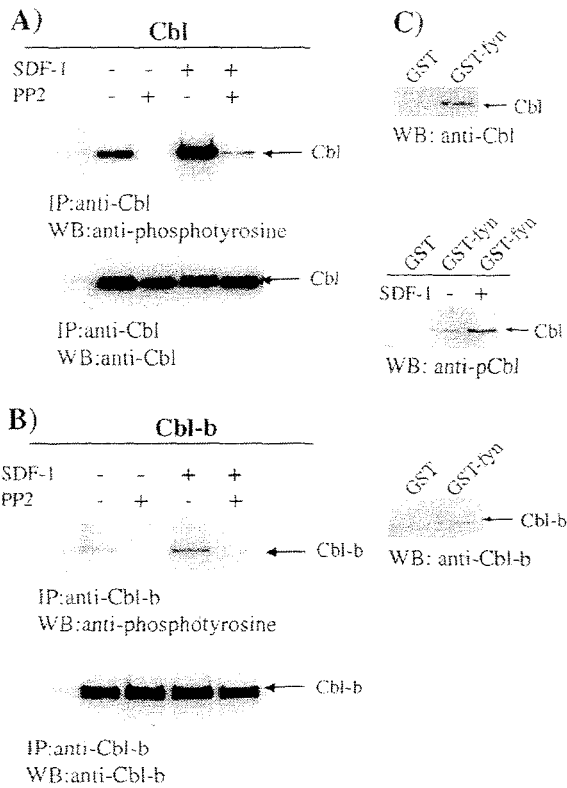 A)
Cbl
SDF-1 - - + +
PP2 - + - +
Cbl
IP:anti-Cbl
WB:anti-phosphotyrosine
Cbl
IP:anti-Cbl
WB:anti-Cbl
B)
Cbl-b
SDF-1 - - + +
PP2 - + - +
Cbl-b
IP:anti-Cbl-b
WB:anti-phosphotyrosine
Cbl-b
IP:anti-Cbl-b
WB:anti-Cbl-b
C)
GST GST-fyn
Cbl
WB: anti-Cbl
GST GST-fyn GST-fyn
SDF-1 - +
Cbl
WB: anti-pCbl
GST GST-fyn
Cbl-b
WB: anti-Cbl-b